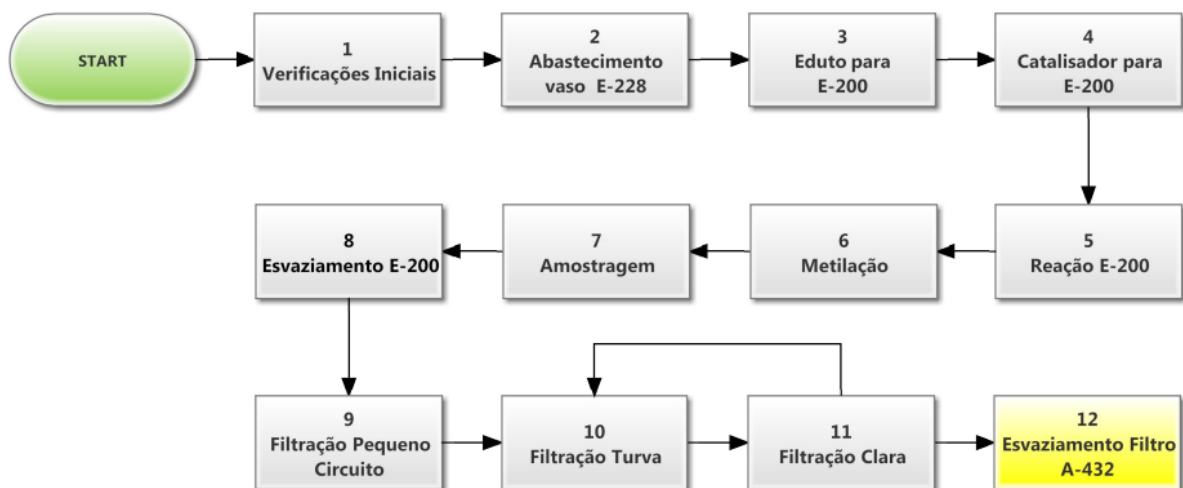 START
1
Verificações Iniciais
2
Abastecimento
vaso E-228
3
Eduto para
E-200
4
Catalisador para
E-200
8
Esvaziamento E-200
7
Amostragem
6
Metilação
5
Reação E-200
9
Filtração Pequeno
Circuito
10
Filtração Turva
11
Filtração Clara
12
Esvaziamento Filtro
A-432